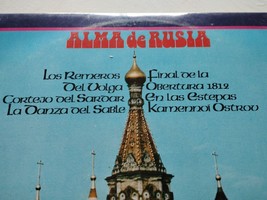 ALMA de RUSIA
Los Remeros
Del Volga
Cortejo del Sardar
La Danza del Sable
Final de la
Obertura 1812
En las Estepas
Kamennoi Ostrov